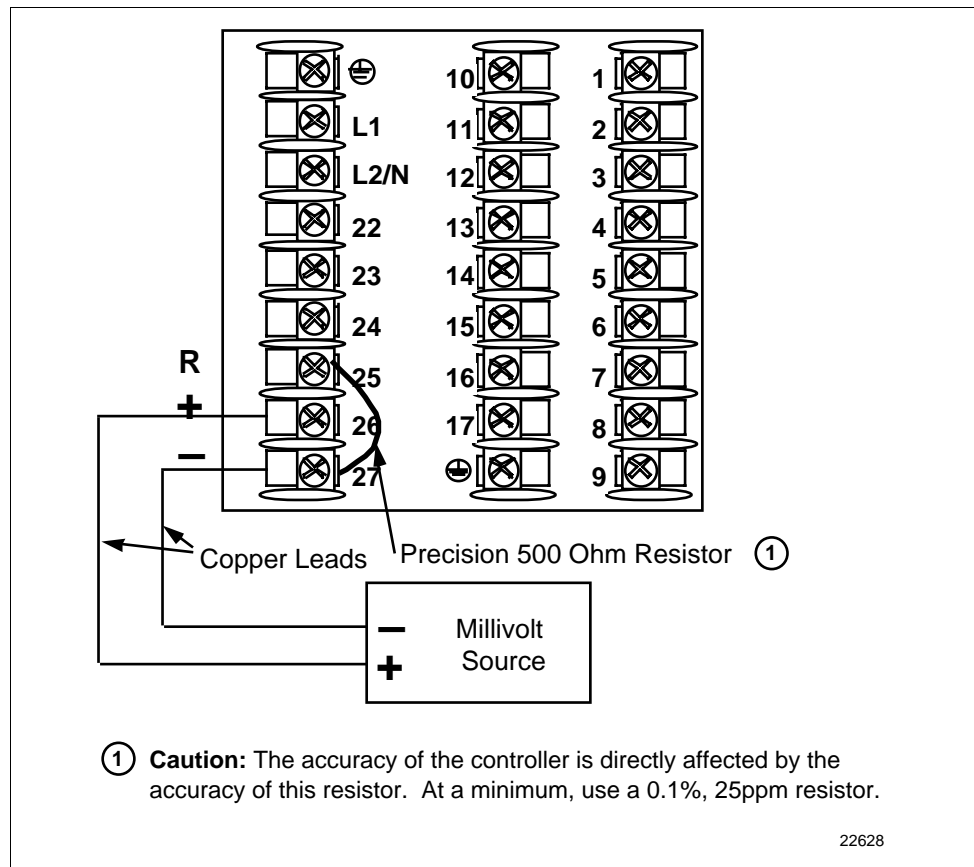 10 1
L1 11 2
L2/N 12 3
22 13 4
23 14 5
24 15 6
R 25 16 7
+ 26 17 8
− 27 9
Copper Leads Precision 500 Ohm Resistor 1
− Millivolt
+ Source
1 Caution: The accuracy of the controller is directly affected by the
accuracy of this resistor. At a minimum, use a 0.1%, 25ppm resistor.
22628